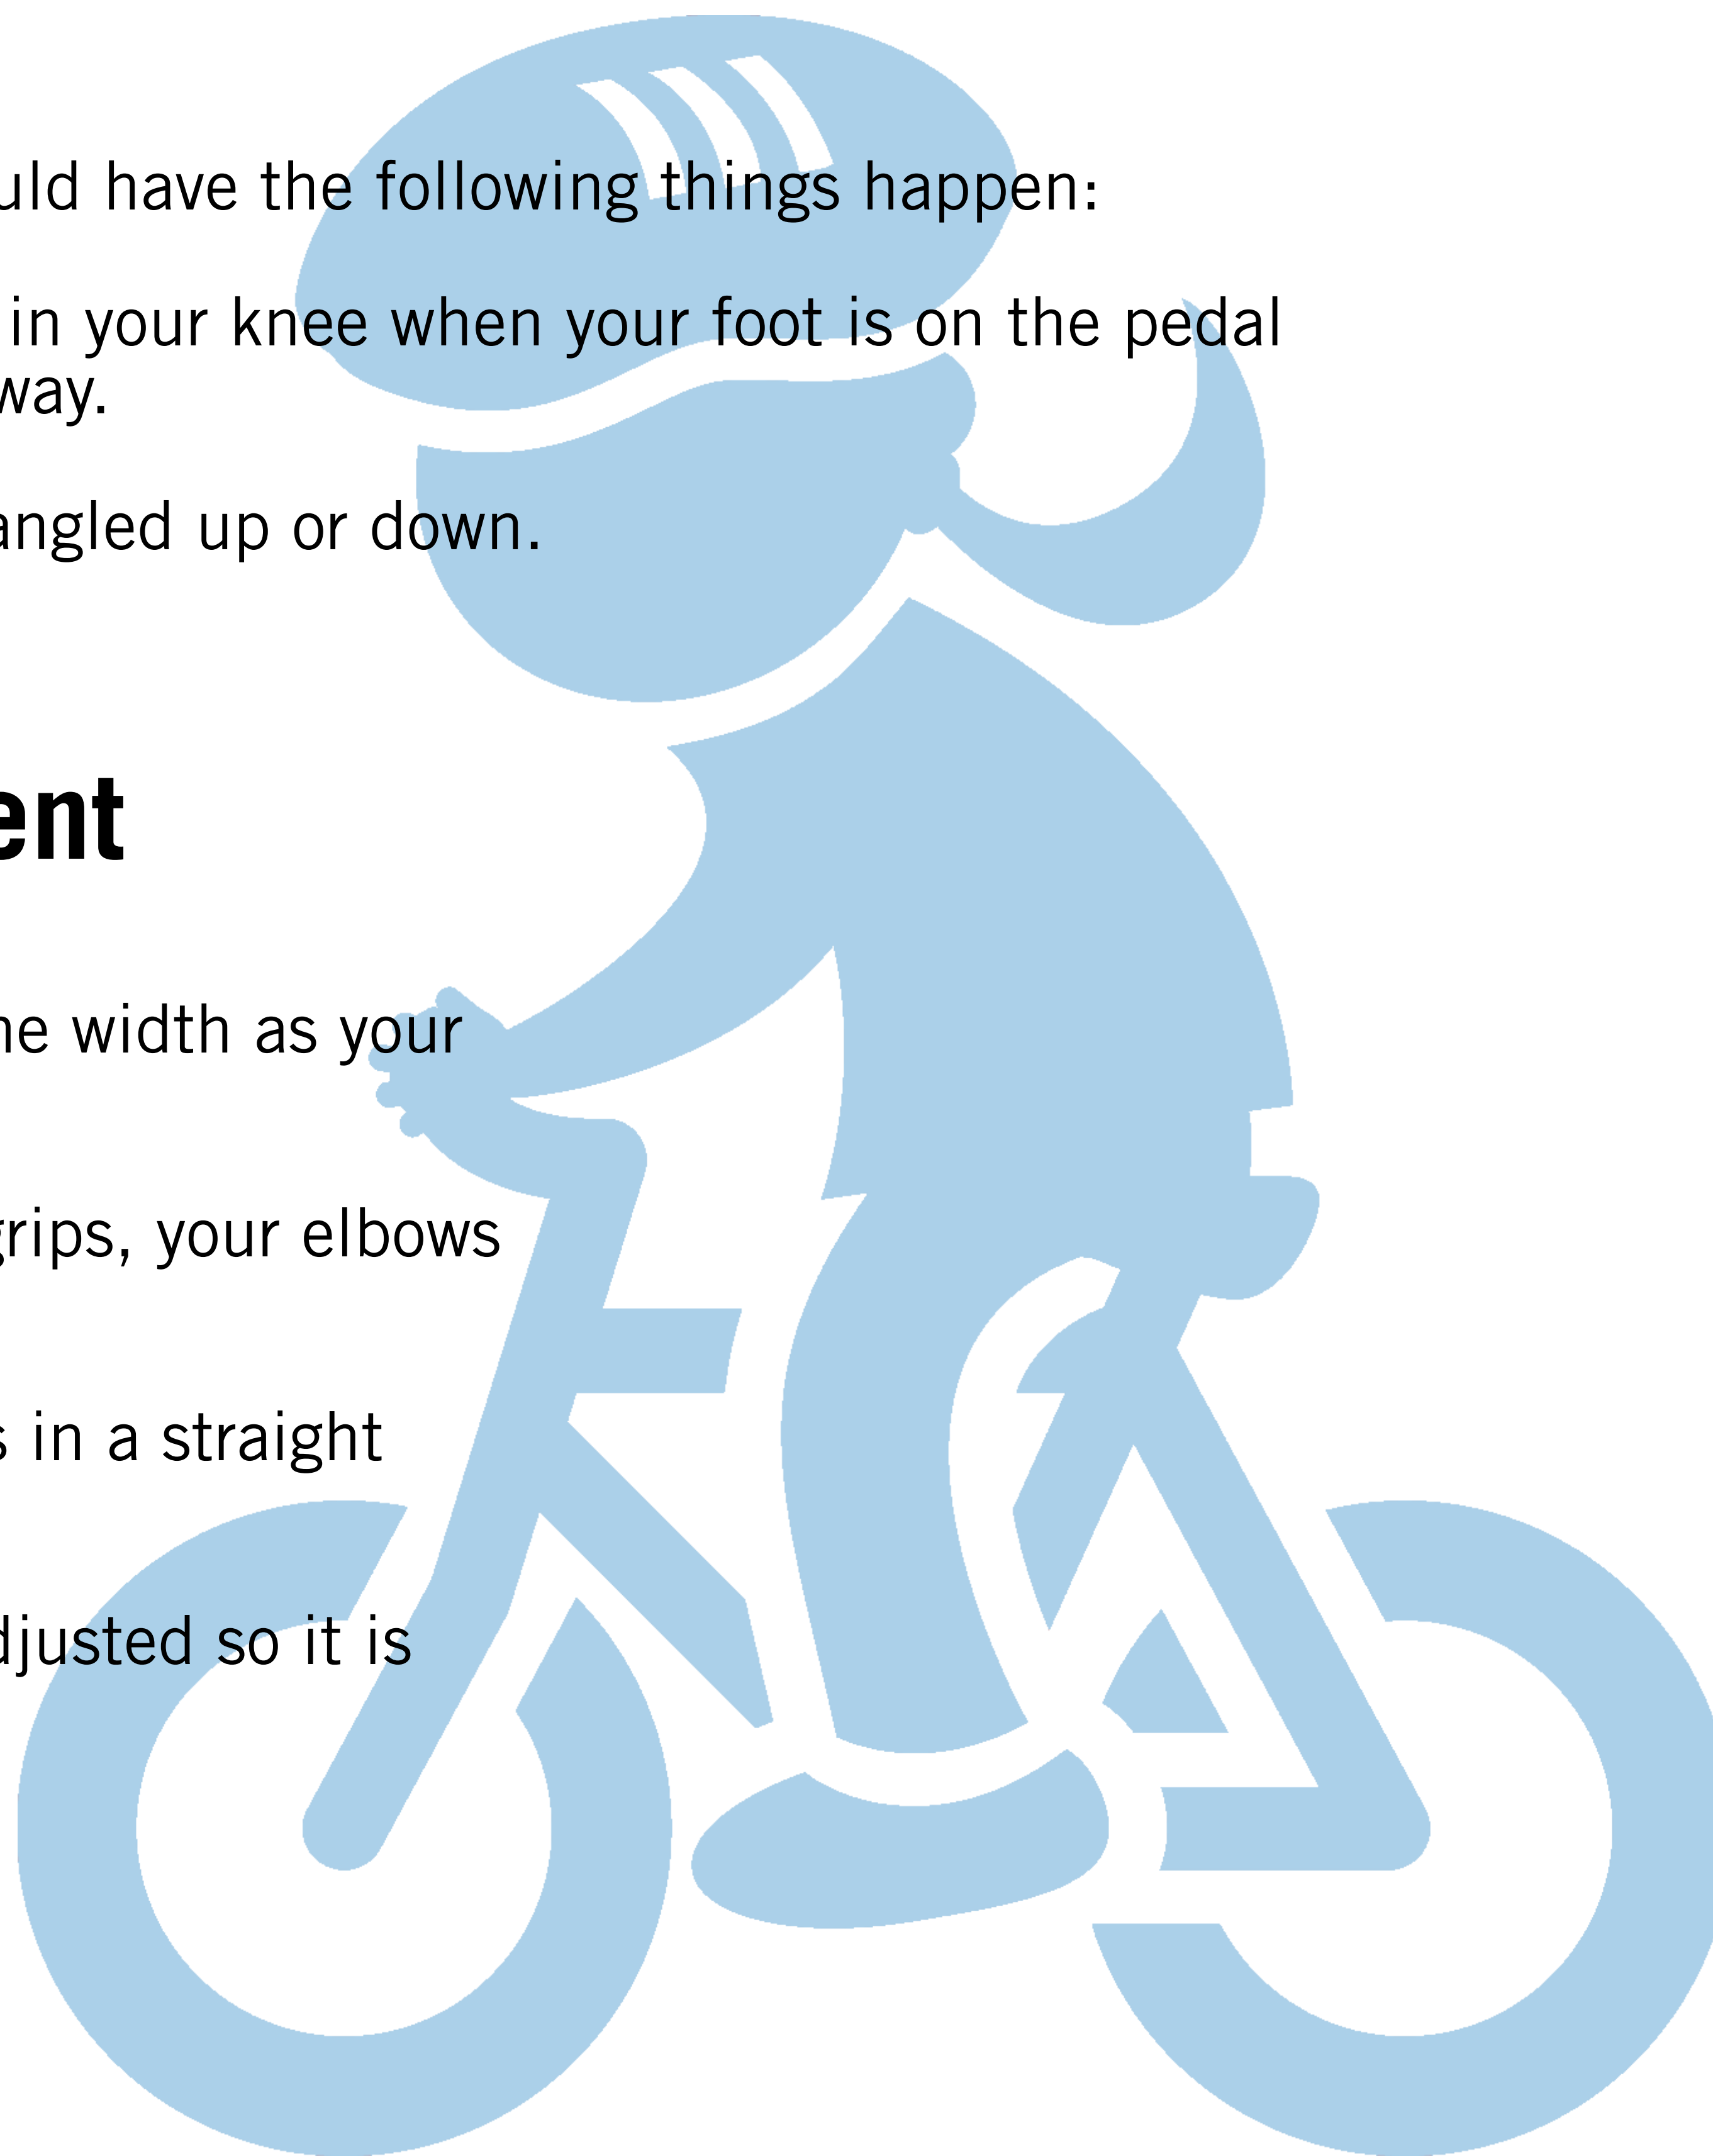 uld have the following things happen:
in your knee when your foot is on the pedal
way.
angled up or down.
ent
ne width as your
grips, your elbows
s in a straight
djusted so it is